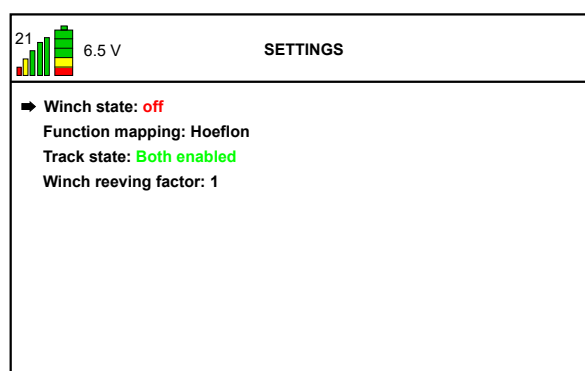 21
6.5 V
SETTINGS
Winch state: off
Function mapping: Hoeflon
Track state: Both enabled
Winch reeving factor: 1